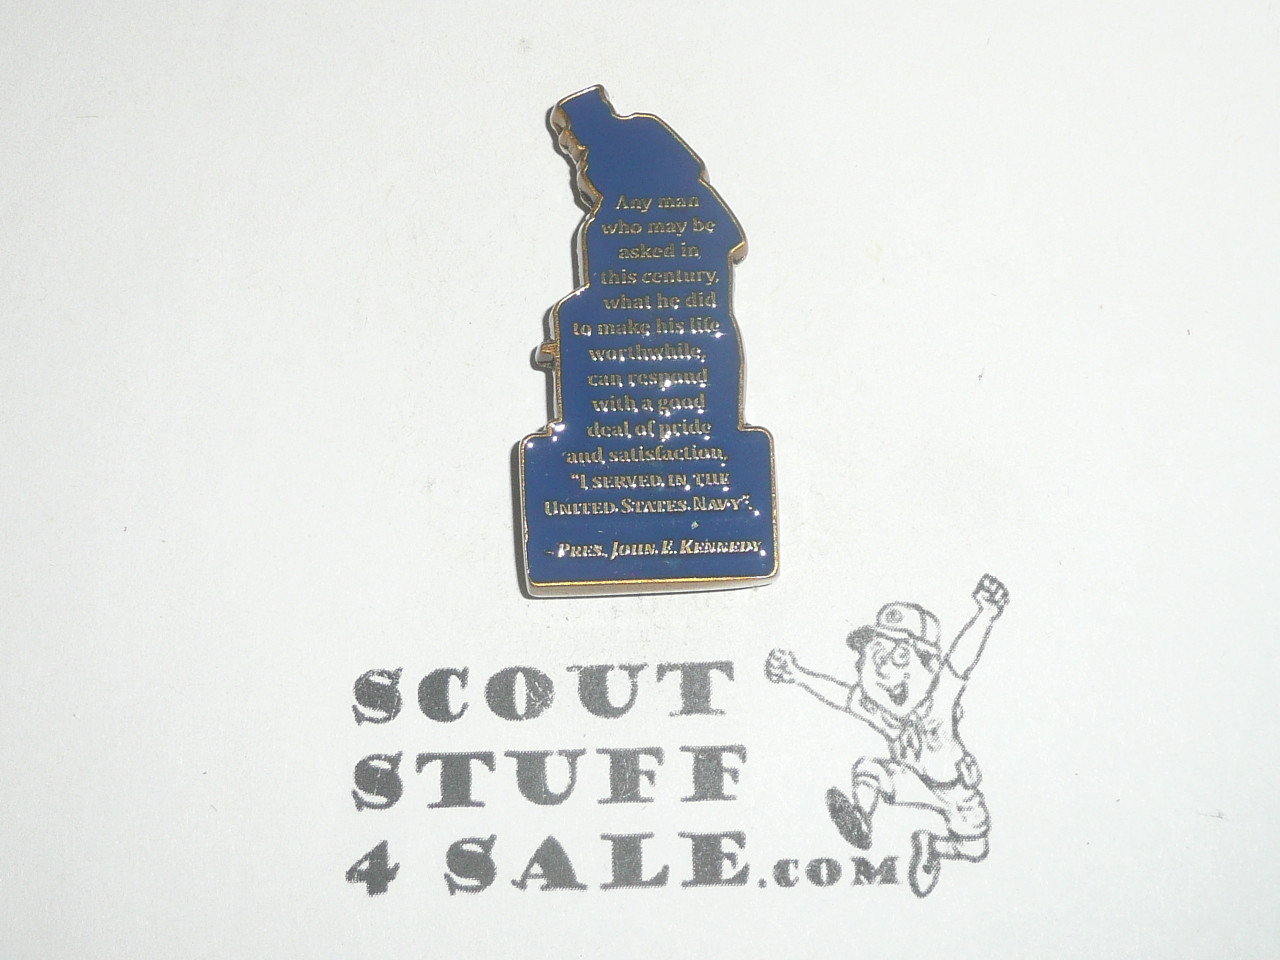 Any man
who may be
asked in
this century,
what he did
to make his life
worthwhile,
can respond
with a good
deal of pride
and satisfaction,
"I SERVED IN THE
UNITED STATES NAVY".
- PRES. JOHN F. KENNEDY
SCOUT
STUFF
4 SALE.COM